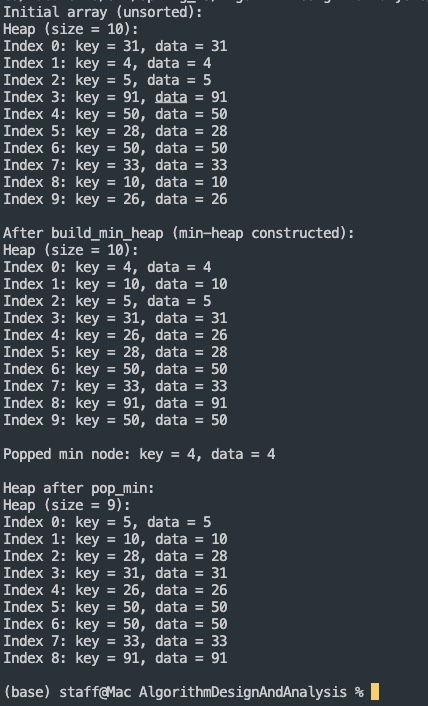 Initial array (unsorted):
Heap (size = 10):
Index 0: key = 31, data = 31
Index 1: key = 4, data = 4
Index 2: key = 5, data = 5
Index 3: key = 91, data = 91
Index 4: key = 50, data = 50
Index 5: key = 28, data = 28
Index 6: key = 50, data = 50
Index 7: key = 33, data = 33
Index 8: key = 10, data = 10
Index 9: key = 26, data = 26

After build_min_heap (min-heap constructed):
Heap (size = 10):
Index 0: key = 4, data = 4
Index 1: key = 10, data = 10
Index 2: key = 5, data = 5
Index 3: key = 31, data = 31
Index 4: key = 26, data = 26
Index 5: key = 28, data = 28
Index 6: key = 50, data = 50
Index 7: key = 33, data = 33
Index 8: key = 91, data = 91
Index 9: key = 50, data = 50

Popped min node: key = 4, data = 4

Heap after pop_min:
Heap (size = 9):
Index 0: key = 5, data = 5
Index 1: key = 10, data = 10
Index 2: key = 28, data = 28
Index 3: key = 31, data = 31
Index 4: key = 26, data = 26
Index 5: key = 50, data = 50
Index 6: key = 50, data = 50
Index 7: key = 33, data = 33
Index 8: key = 91, data = 91

(base) staff@Mac AlgorithmDesignAndAnalysis %